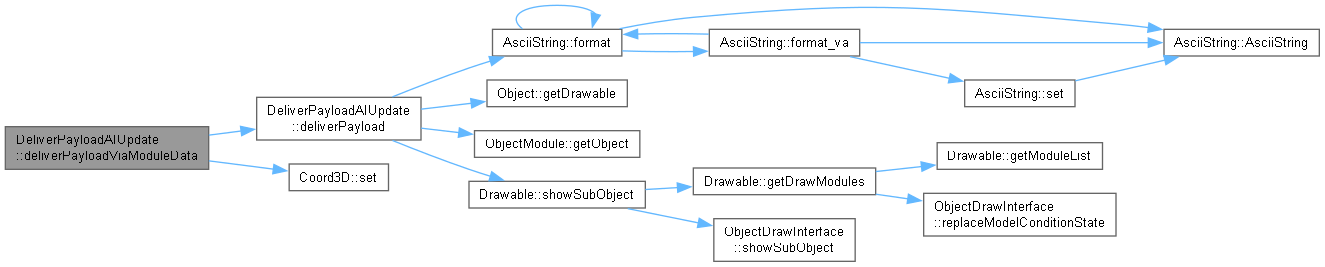 DeliverPayloadAIUpdate
::deliverPayloadViaModuleData
DeliverPayloadAIUpdate
::deliverPayload
Coord3D::set
AsciiString::format
Object::getDrawable
ObjectModule::getObject
Drawable::showSubObject
AsciiString::format_va
Drawable::getDrawModules
ObjectDrawInterface
::showSubObject
AsciiString::set
Drawable::getModuleList
ObjectDrawInterface
::replaceModelConditionState
AsciiString::AsciiString